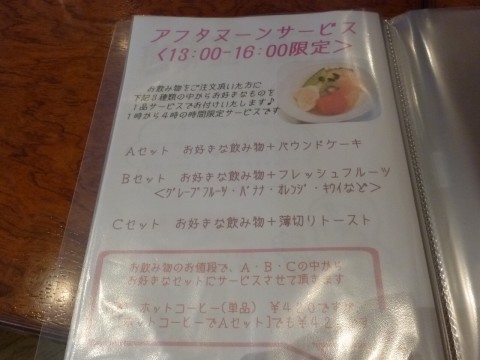 アフタヌーンサービス
<13:00-16:00限定>
お飲み物をご注文頂いた方に
下記3種類の中からお好きなものを
1品サービスでお付けいたします♪
1時から4時の時間限定サービスです
Aセット お好きな飲み物+パウンドケーキ
Bセット お好きな飲み物+フレッシュフルーツ
<グレープフルーツ・バナナ・オレンジ・キウイなど>
Cセット お好きな飲み物+薄切りトースト
お飲み物のお値段で、A・B・Cの中から
お好きなセットにサービスさせて頂きます
ホットコーヒー(単品) ¥420です
ホットコーヒーでAセット]でも¥42